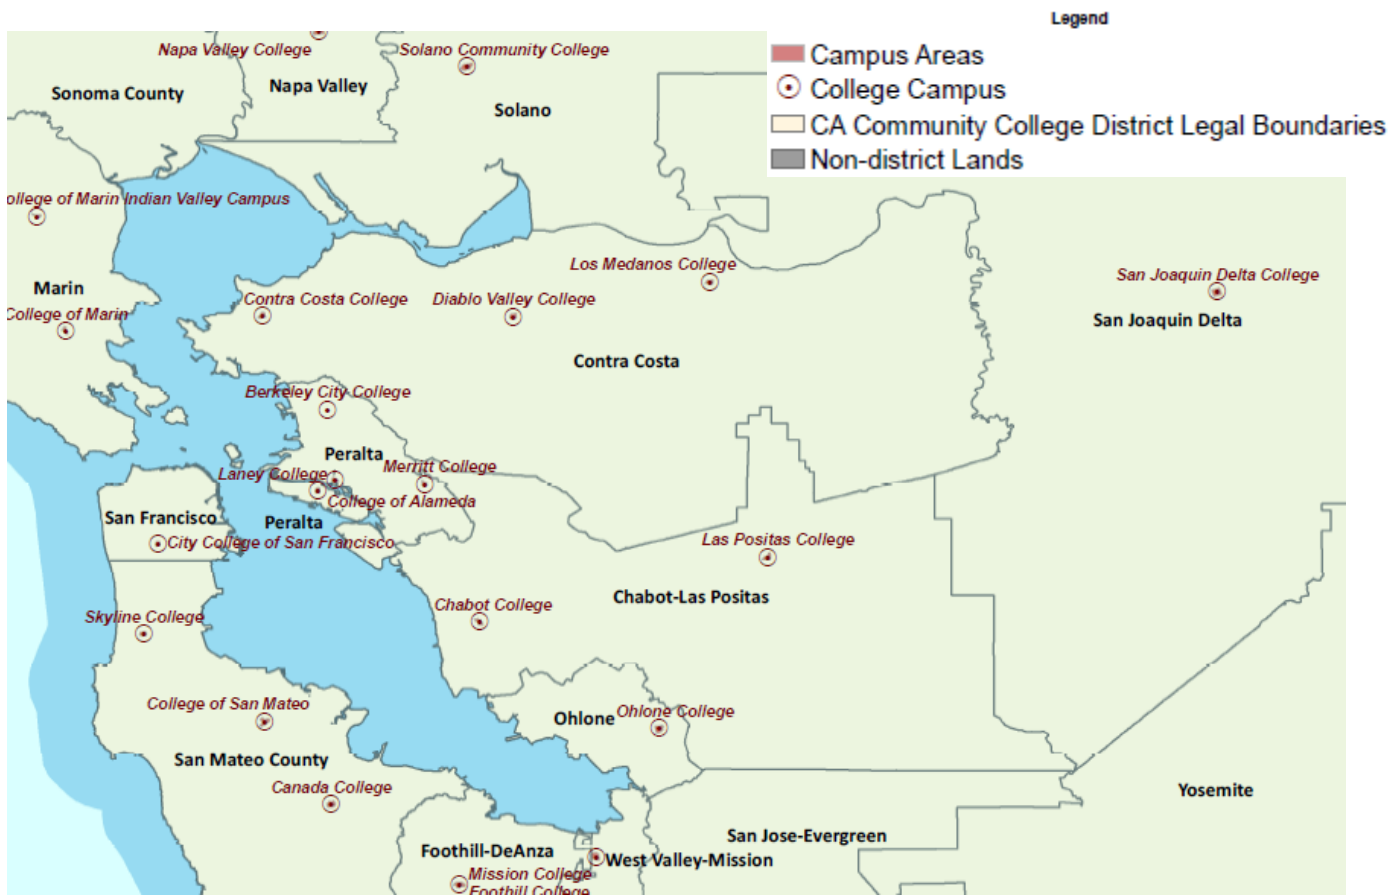 Legend
Campus Areas
College Campus
CA Community College District Legal Boundaries
Non-district Lands
Napa Valley College
Solano Community College
Sonoma County
Napa Valley
Solano
ollege of Marin Indian Valley Campus
Los Medanos College
San Joaquin Delta College
Marin
Contra Costa College
Diablo Valley College
College of Marin
San Joaquin Delta
Contra Costa
Berkeley City College
Peralta
Laney College
Merritt College
College of Alameda
San Francisco
Peralta
City College of San Francisco
Las Positas College
Chabot-Las Positas
Chabot College
Skyline College
College of San Mateo
Ohlone
Ohlone College
San Mateo County
Canada College
Yosemite
San Jose-Evergreen
Foothill-DeAnza
West Valley-Mission
Mission College
Foothill College